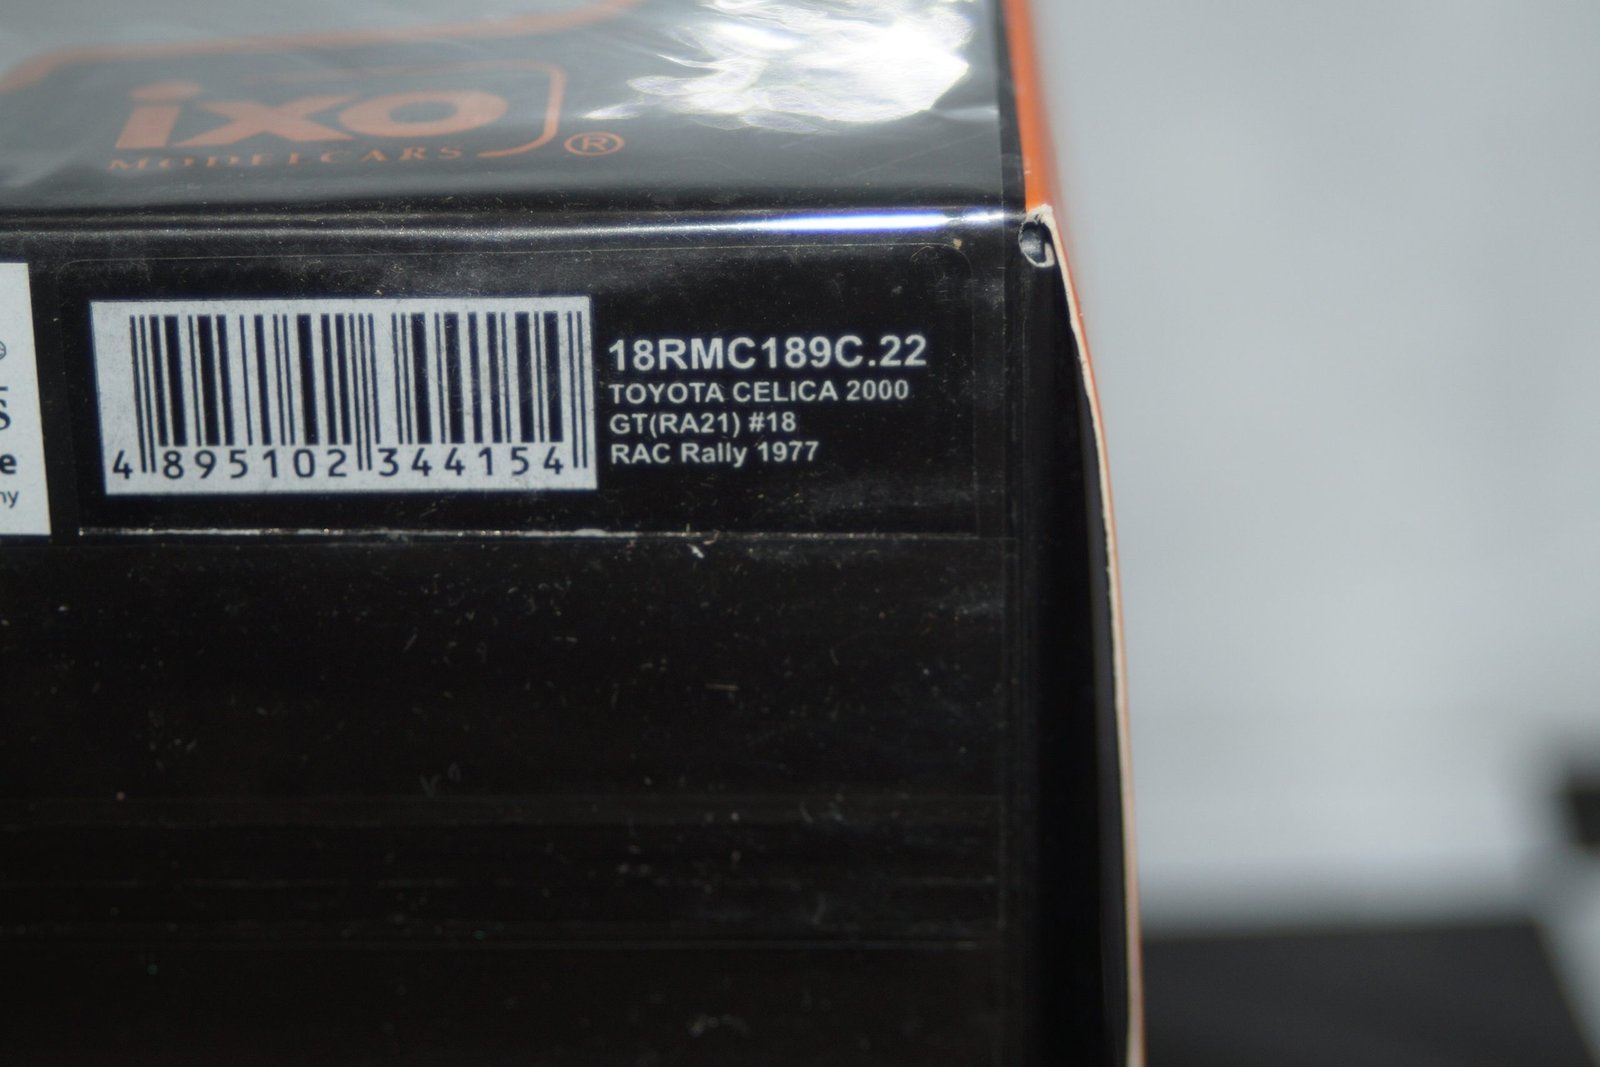 ixo
MODELCARS ®
18RMC189C.22
TOYOTA CELICA 2000
GT(RA21) #18
RAC Rally 1977
4 895102 344154